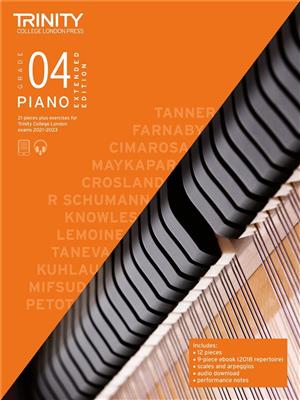 TRINITY
COLLEGE LONDON PRESS
GRADE
04
PIANO
EXTENDED
EDITION
21 pieces plus exercises for
Trinity College London
exams 2021-2023
TANNER
FARNABY
CIMAROSA
MAYKAPAR
CROSLAND
R SCHUMANN
KNOWLES
LEMOINE
TANEVA
KUHLAU
MIFSUD
PETOT
Includes:
• 12 pieces
• 9-piece ebook (2018 repertoire)
• scales and arpeggios
• audio download
• performance notes